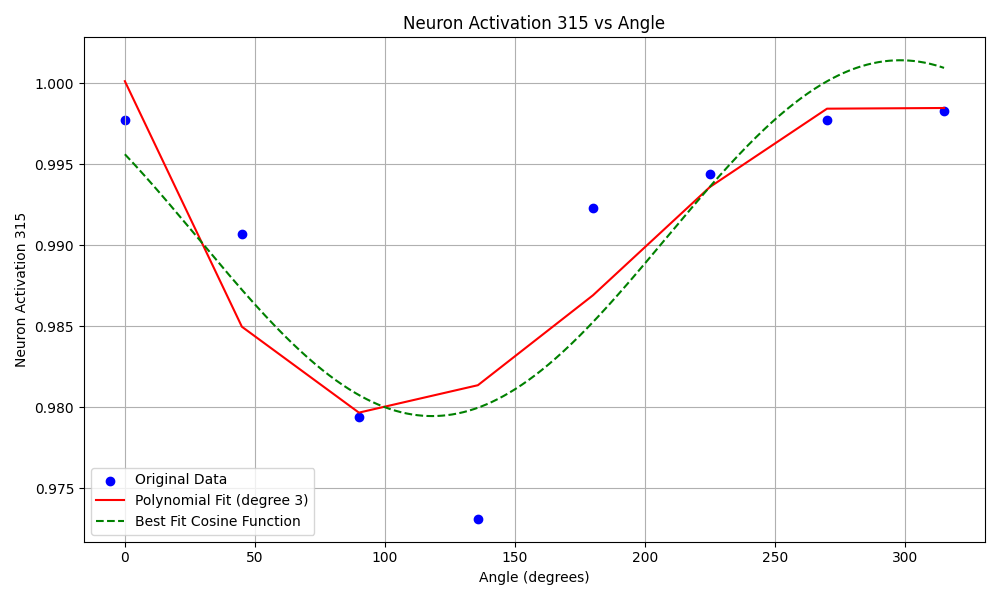 Neuron Activation 315 vs Angle
Neuron Activation 315
1.000
0.995
0.990
0.985
0.980
0.975
Original Data
Polynomial Fit (degree 3)
Best Fit Cosine Function
0
50
100
150
200
250
300
Angle (degrees)